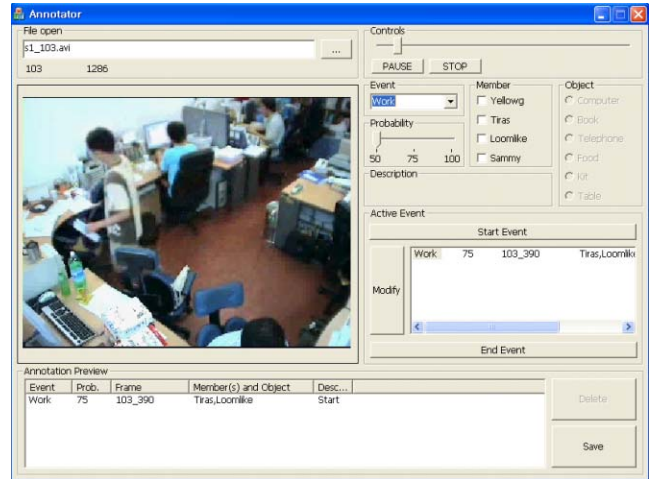 Annotator
File open
s1_103.avi
...
103 1286
Controls
PAUSE STOP
Event
Work
Probability
50 75 100
Description
Member
Yellowg
Tiras
Loomlike
Sammy
Object
Computer
Book
Telephone
Food
Kit
Table
Active Event
Start Event
Modify
Work 75 103_390 Tiras,Loomlik
End Event
Annotation Preview
Event Prob. Frame Member(s) and Object Desc...
Work 75 103_390 Tiras,Loomlike Start
Delete
Save